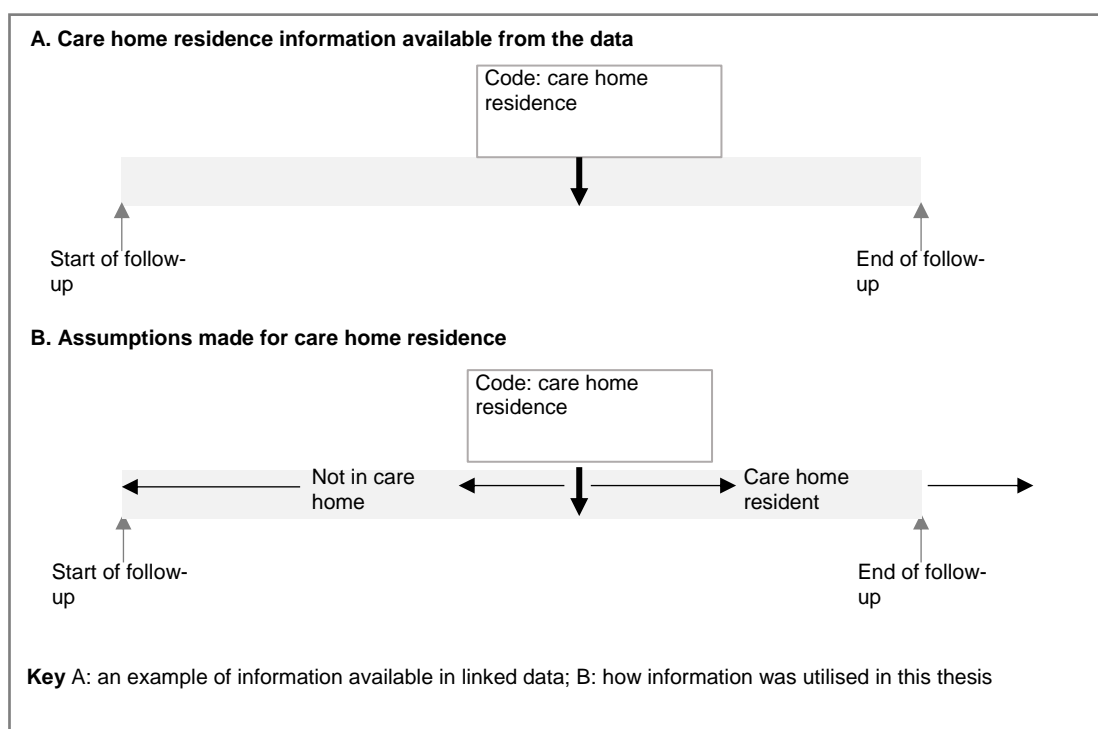 A. Care home residence information available from the data
Code: care home
residence
Start of follow-
up
End of follow-
up
B. Assumptions made for care home residence
Code: care home
residence
Not in care
home
Care home
resident
Start of follow-
up
End of follow-
up
Key A: an example of information available in linked data; B: how information was utilised in this thesis